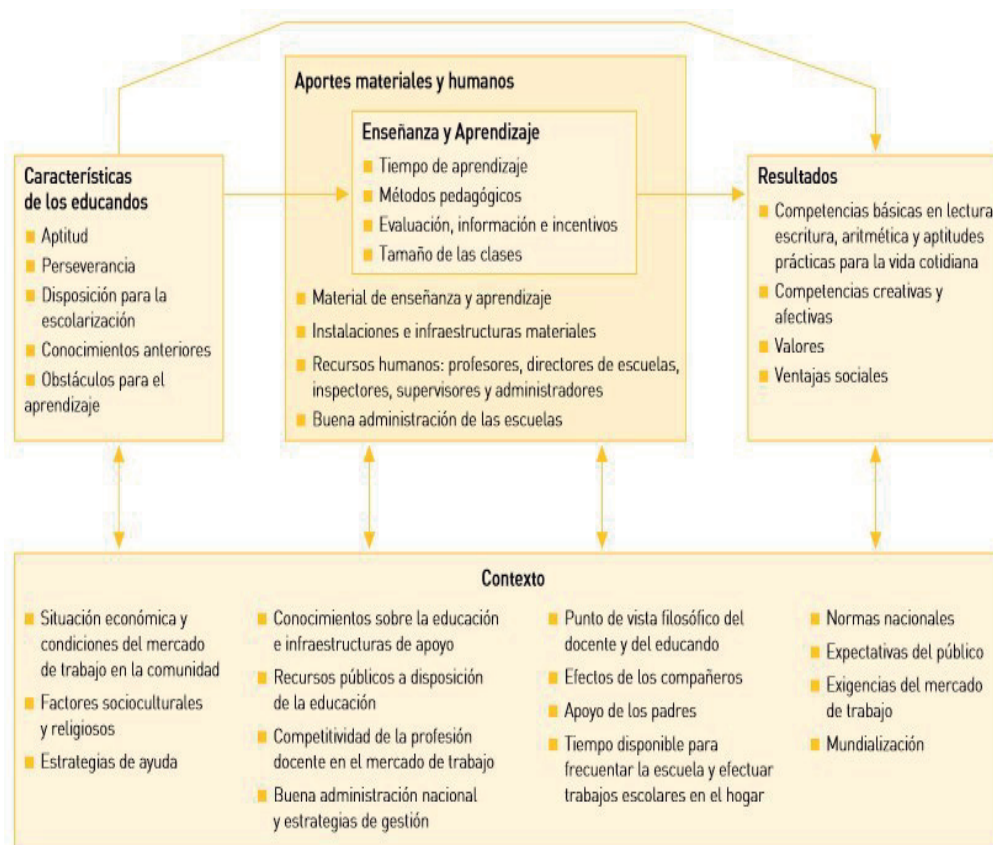 Aportes materiales y humanos
Enseñanza y Aprendizaje
Tiempo de aprendizaje
Métodos pedagógicos
Evaluación, información e incentivos
Tamaño de las clases
Material de enseñanza y aprendizaje
Instalaciones e infraestructuras materiales
Recursos humanos: profesores, directores de escuelas,
inspectores, supervisores y administradores
Buena administración de las escuelas
Características
de los educandos
Aptitud
Perseverancia
Disposición para la
escolarización
Conocimientos anteriores
Obstáculos para el
aprendizaje
Resultados
Competencias básicas en lectura
escritura, aritmética y aptitudes
prácticas para la vida cotidiana
Competencias creativas y
afectivas
Valores
Ventajas sociales
Contexto
Situación económica y
condiciones del mercado
de trabajo en la comunidad
Factores socioculturales
y religiosos
Estrategias de ayuda
Conocimientos sobre la educación
e infraestructuras de apoyo
Recursos públicos a disposición
de la educación
Competitividad de la profesión
docente en el mercado de trabajo
Buena administración nacional
y estrategias de gestión
Punto de vista filosófico del
docente y del educando
Efectos de los compañeros
Apoyo de los padres
Tiempo disponible para
frecuentar la escuela y efectuar
trabajos escolares en el hogar
Normas nacionales
Expectativas del público
Exigencias del mercado
de trabajo
Mundialización